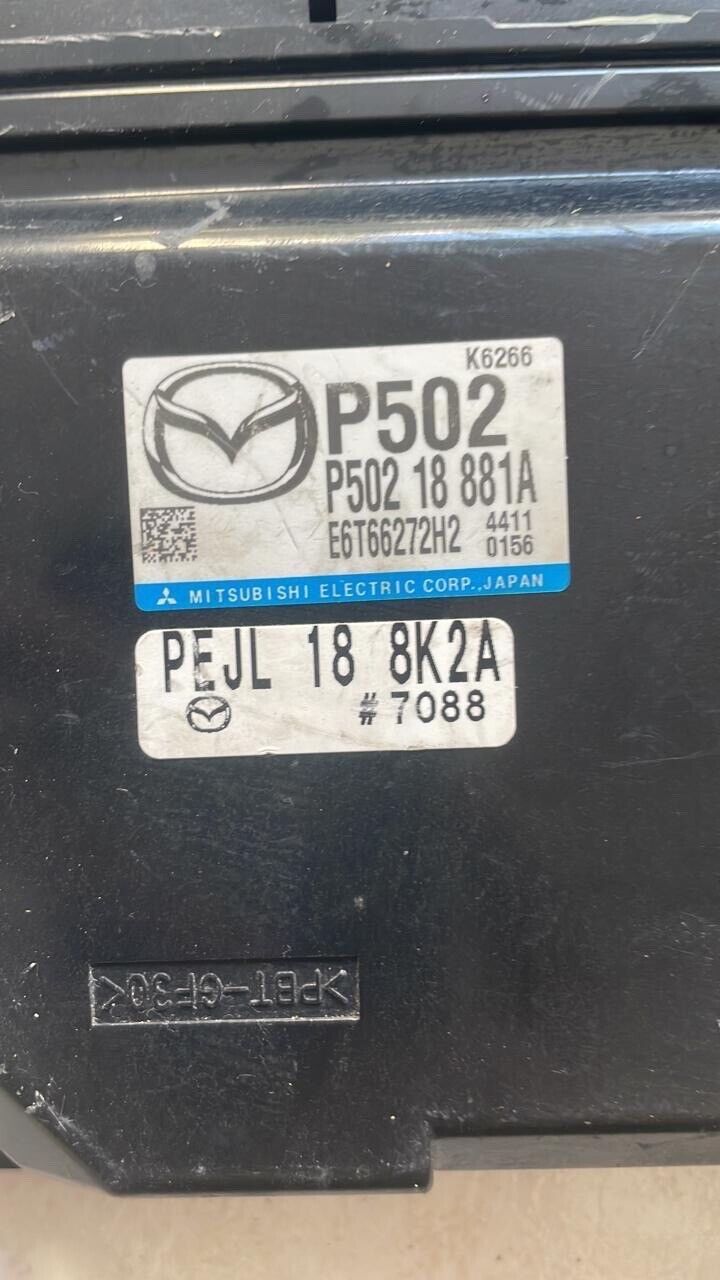 K6266
P502
P502 18 881A
E6T66272H2 4411
0156
MITSUBISHI ELECTRIC CORP., JAPAN
PEJL 18 8K2A
#7088
>PBT-GF30<